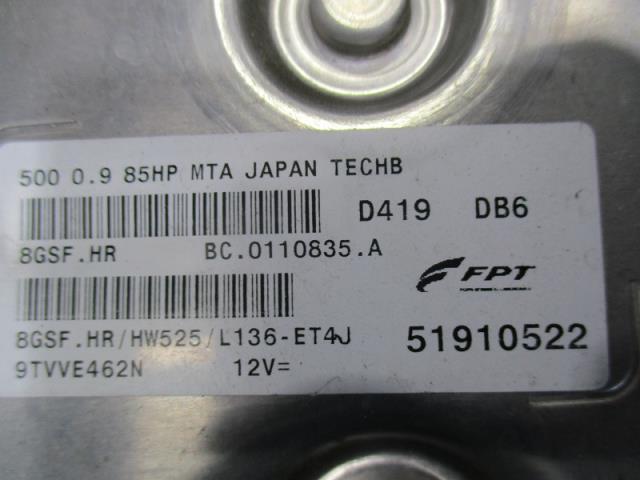 500 0.9 85HP MTA JAPAN TECHB
D419 DB6
8GSF.HR BC.0110835.A
FPT
8GSF.HR/HW525/L136-ET4J
51910522
9TVVE462N 12V=